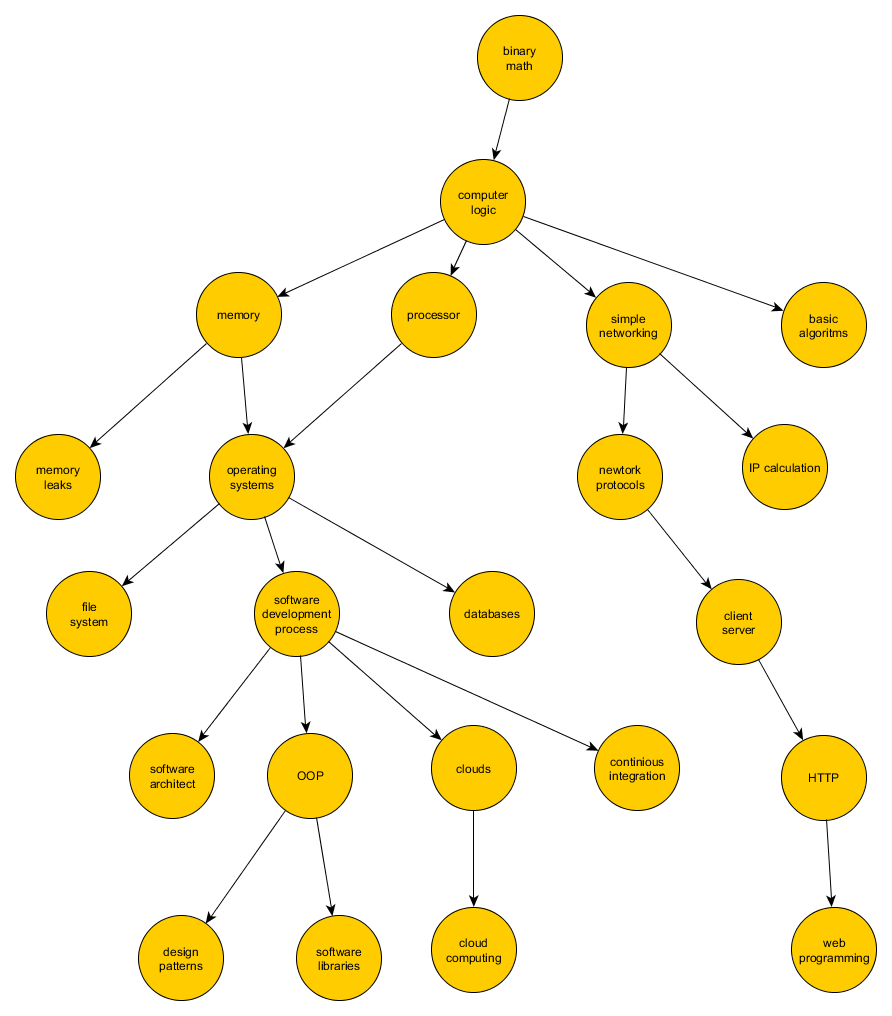 binary
math
computer
logic
memory
processor
simple
networking
basic
algoritms
memory
leaks
operating
systems
newtork
protocols
IP calculation
file
system
software
development
process
databases
client
server
software
architect
OOP
clouds
continious
integration
HTTP
design
patterns
software
libraries
cloud
computing
web
programming